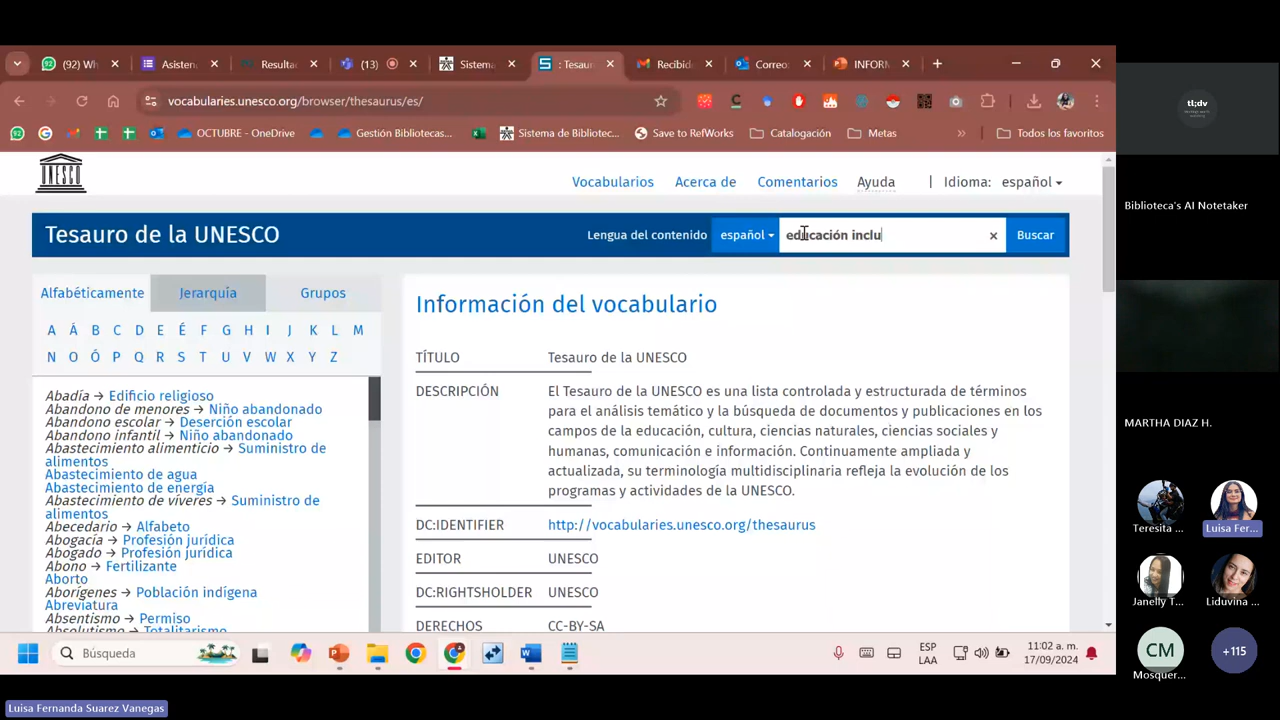 (92) Wh
Asisten
Resulta
(13)
Sistema
: Tesaur
Recibid
Correo:
INFORM
vocabularies.unesco.org/browser/thesaurus/es/
OCTUBRE - OneDrive
Gestión Bibliotecas...
Sistema de Bibliotec...
Save to RefWorks
Catalogación
Metas
»
Todos los favoritos
UNESCO
Vocabularios
Acerca de
Comentarios
Ayuda
| Idioma: español
Tesauro de la UNESCO
Lengua del contenido
español
educación inclu
×
Buscar
Alfabéticamente
Jerarquía
Grupos
A Á B C D E É F G H I J K L M
N O Ó P Q R S T U V W X Y Z
Abadía → Edificio religioso
Abandono de menores → Niño abandonado
Abandono escolar → Deserción escolar
Abandono infantil → Niño abandonado
Abastecimiento alimenticio → Suministro de
alimentos
Abastecimiento de agua
Abastecimiento de energía
Abastecimiento de víveres → Suministro de
alimentos
Abecedario → Alfabeto
Abogacía → Profesión jurídica
Abogado → Profesión jurídica
Abono → Fertilizante
Aborto
Aborígenes → Población indígena
Abreviatura
Absentismo → Permiso
Absolutismo → Totalitarismo
Información del vocabulario
TÍTULO
Tesauro de la UNESCO
DESCRIPCIÓN
El Tesauro de la UNESCO es una lista controlada y estructurada de términos
para el análisis temático y la búsqueda de documentos y publicaciones en los
campos de la educación, cultura, ciencias naturales, ciencias sociales y
humanas, comunicación e información. Continuamente ampliada y
actualizada, su terminología multidisciplinaria refleja la evolución de los
programas y actividades de la UNESCO.
DC:IDENTIFIER
http://vocabularies.unesco.org/thesaurus
EDITOR
UNESCO
DC:RIGHTSHOLDER
UNESCO
DERECHOS
CC-BY-SA
Búsqueda
ESP
LAA
11:02 a. m.
17/09/2024
tl;dv
Biblioteca's AI Notetaker
MARTHA DIAZ H.
Teresita ...
Luisa Fer...
Janelly T...
Liduvina ...
CM
Mosquer...
+115
Luisa Fernanda Suarez Vanegas